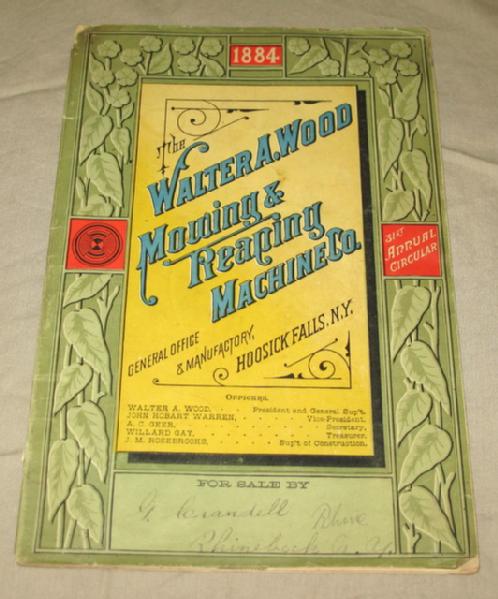 1884
The
WALTER A. WOOD
Mowing &
Reaping
MACHINE Co.
31ST
ANNUAL
CIRCULAR
GENERAL OFFICE
& MANUFACTORY,
HOOSICK FALLS, N.Y.
OFFICERS.
WALTER A. WOOD, . . . President and General Sup't.
JOHN HOBART WARREN, . . . . . Vice-President.
A. C. GEER, . . . . . . . Secretary.
WILLARD GAY, . . . . . . . Treasurer.
J. M. ROSEBROOKS, . . . . Sup't of Construction.
FOR SALE BY
G. Crandell
Rhinebeck N. Y.